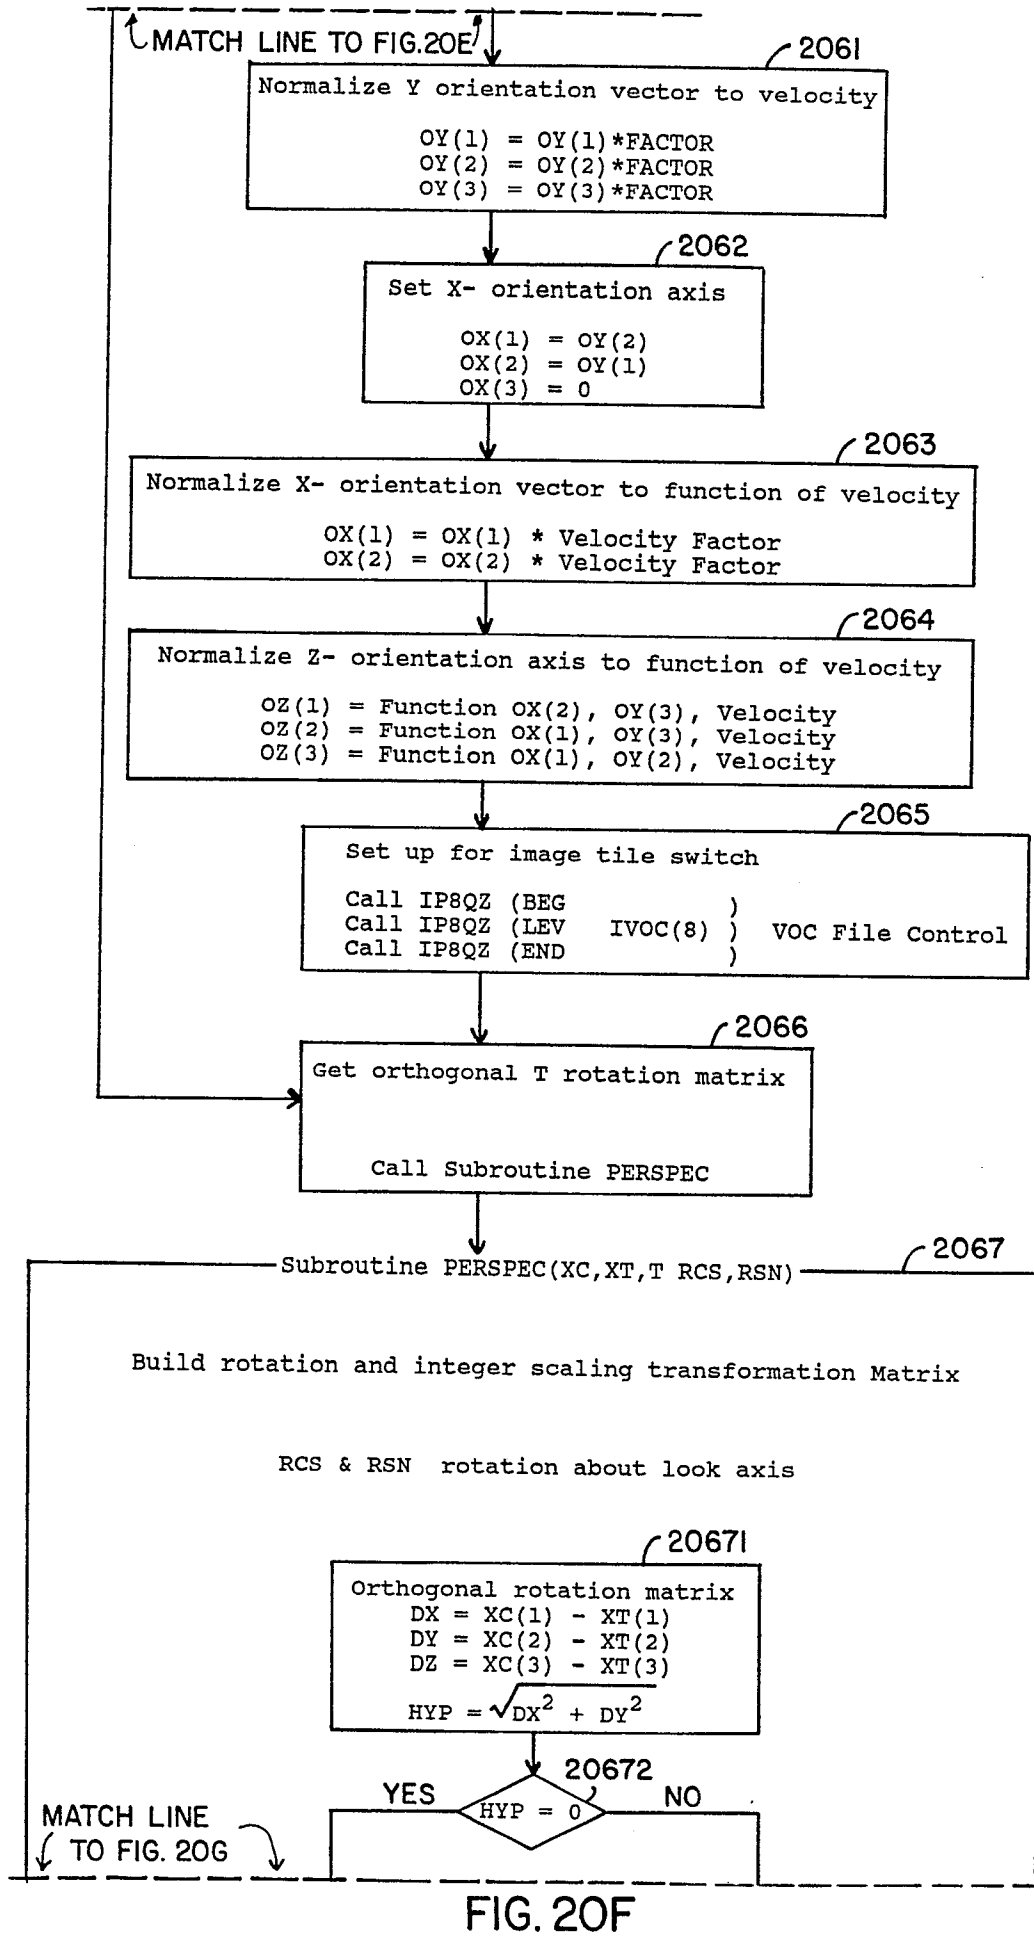 MATCH LINE TO FIG.20E
2061
Normalize Y orientation vector to velocity
OY(1) = OY(1)*FACTOR
OY(2) = OY(2)*FACTOR
OY(3) = OY(3)*FACTOR
2062
Set X- orientation axis
OX(1) = OY(2)
OX(2) = OY(1)
OX(3) = 0
2063
Normalize X- orientation vector to function of velocity
OX(1) = OX(1) * Velocity Factor
OX(2) = OX(2) * Velocity Factor
2064
Normalize Z- orientation axis to function of velocity
OZ(1) = Function OX(2), OY(3), Velocity
OZ(2) = Function OX(1), OY(3), Velocity
OZ(3) = Function OX(1), OY(2), Velocity
2065
Set up for image tile switch
Call IP8QZ (BEG )
Call IP8QZ (LEV IVOC(8) ) VOC File Control
Call IP8QZ (END )
2066
Get orthogonal T rotation matrix
Call Subroutine PERSPEC
2067
Subroutine PERSPEC(XC,XT,T RCS,RSN)
Build rotation and integer scaling transformation Matrix
RCS & RSN rotation about look axis
20671
Orthogonal rotation matrix
DX = XC(1) - XT(1)
DY = XC(2) - XT(2)
DZ = XC(3) - XT(3)
HYP = √DX² + DY²
20672
YES
HYP = 0
NO
MATCH LINE
TO FIG. 20G
FIG. 20F